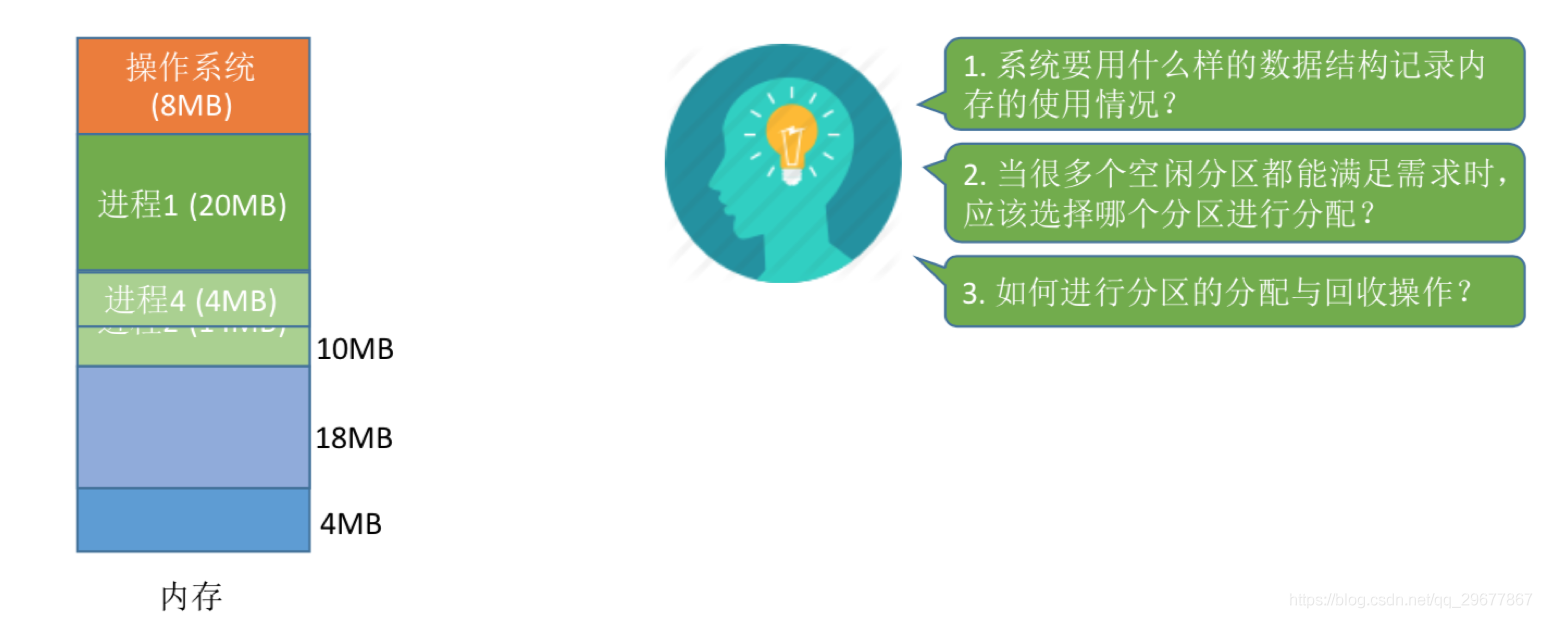 操作系统
(8MB)
进程1 (20MB)
进程4 (4MB)
10MB
18MB
4MB
内存
1. 系统要用什么样的数据结构记录内
存的使用情况？
2. 当很多个空闲分区都能满足需求时，
应该选择哪个分区进行分配？
3. 如何进行分区的分配与回收操作？
https://blog.csdn.net/qq_29677867